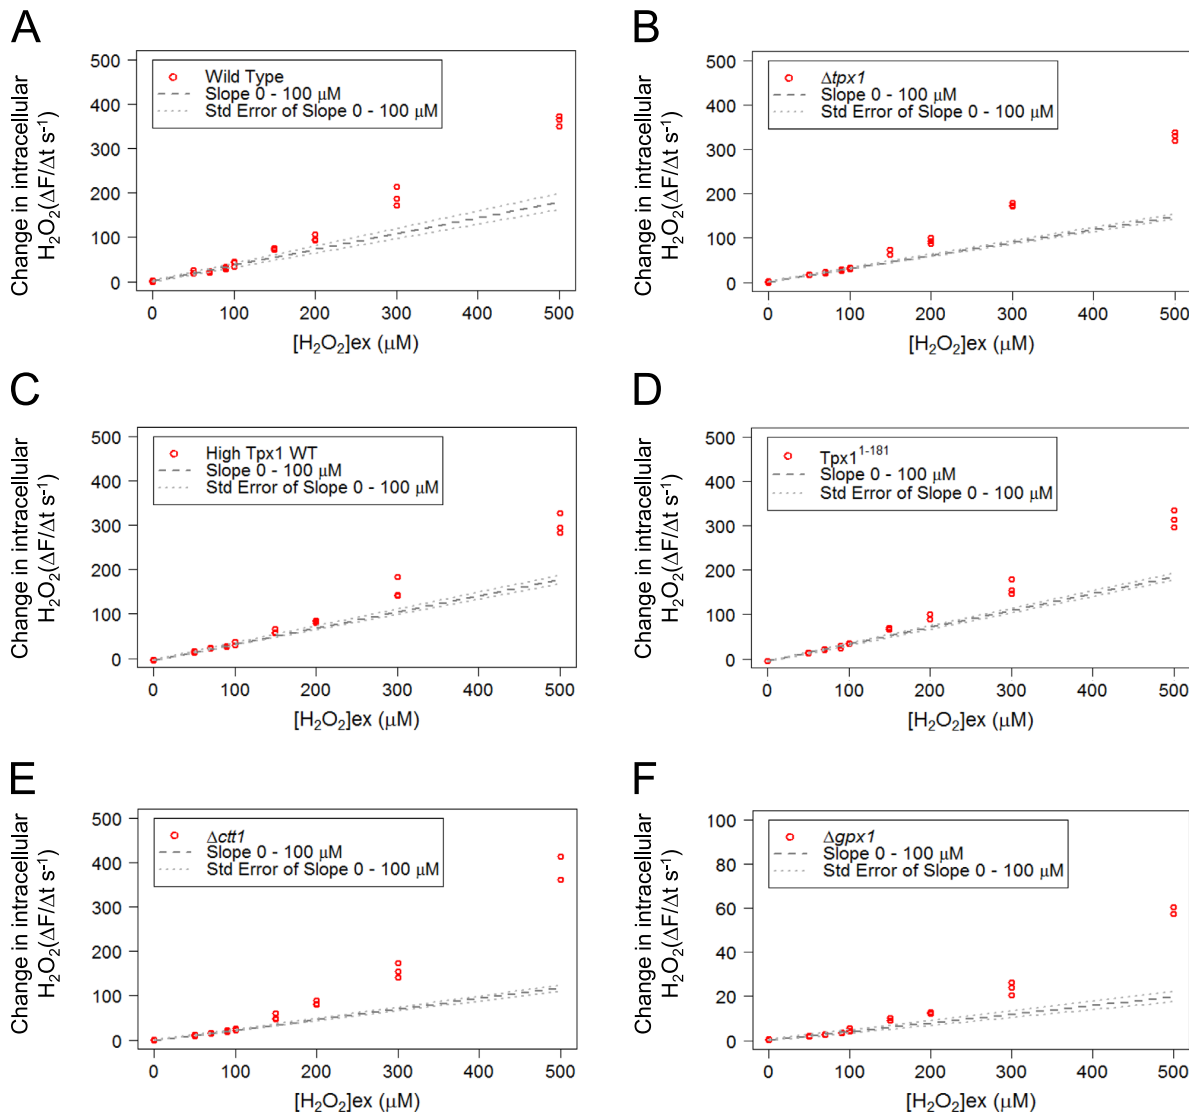 A
Change in intracellular
H₂O₂(ΔF/Δt s⁻¹)
500
400
300
200
100
0
Wild Type
Slope 0 - 100 μM
Std Error of Slope 0 - 100 μM
0 100 200 300 400 500
[H₂O₂]ex (μM)
B
Change in intracellular
H₂O₂(ΔF/Δt s⁻¹)
500
400
300
200
100
0
Δtpx1
Slope 0 - 100 μM
Std Error of Slope 0 - 100 μM
0 100 200 300 400 500
[H₂O₂]ex (μM)
C
Change in intracellular
H₂O₂(ΔF/Δt s⁻¹)
500
400
300
200
100
0
High Tpx1 WT
Slope 0 - 100 μM
Std Error of Slope 0 - 100 μM
0 100 200 300 400 500
[H₂O₂]ex (μM)
D
Change in intracellular
H₂O₂(ΔF/Δt s⁻¹)
500
400
300
200
100
0
Tpx1¹⁻¹⁸¹
Slope 0 - 100 μM
Std Error of Slope 0 - 100 μM
0 100 200 300 400 500
[H₂O₂]ex (μM)
E
Change in intracellular
H₂O₂(ΔF/Δt s⁻¹)
500
400
300
200
100
0
Δctt1
Slope 0 - 100 μM
Std Error of Slope 0 - 100 μM
0 100 200 300 400 500
[H₂O₂]ex (μM)
F
Change in intracellular
H₂O₂(ΔF/Δt s⁻¹)
100
80
60
40
20
0
Δgpx1
Slope 0 - 100 μM
Std Error of Slope 0 - 100 μM
0 100 200 300 400 500
[H₂O₂]ex (μM)